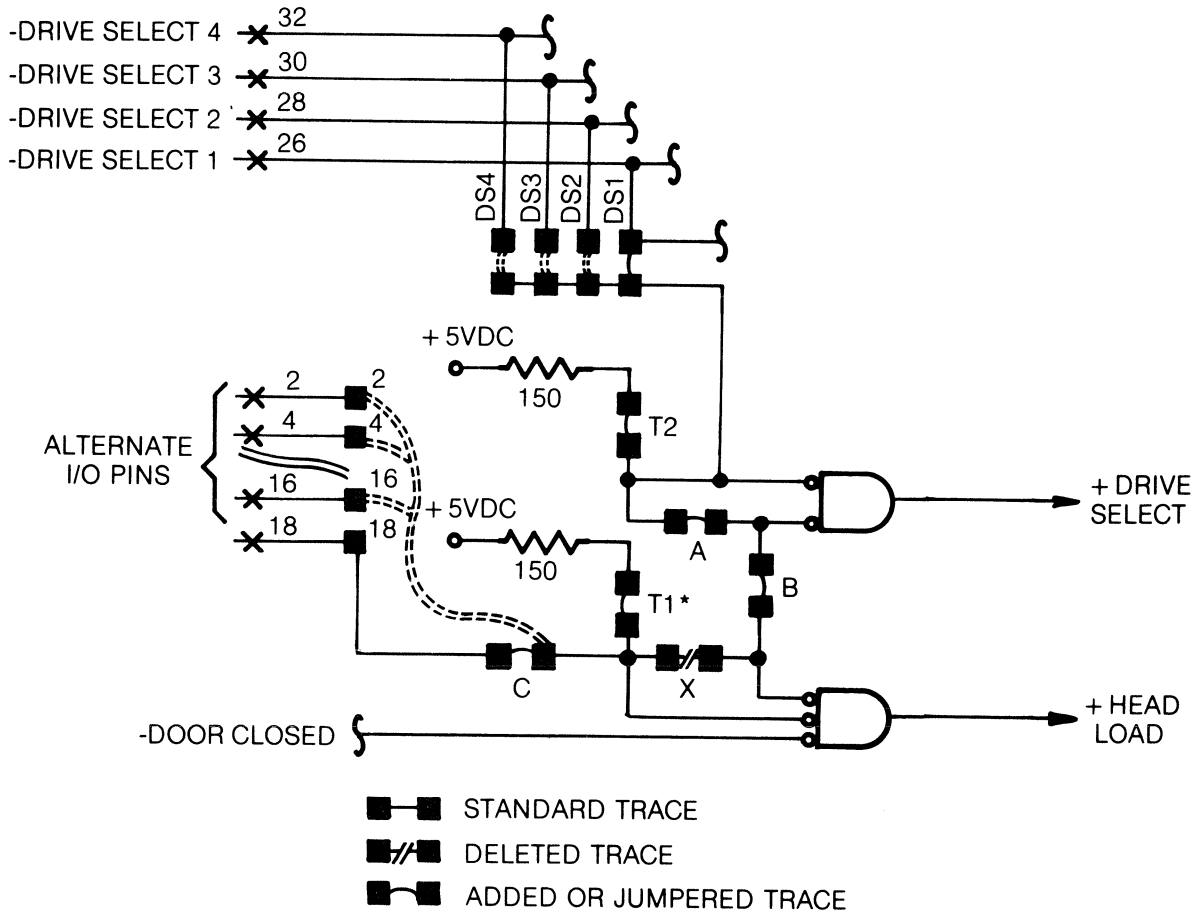 -DRIVE SELECT 4
32
-DRIVE SELECT 3
30
-DRIVE SELECT 2
28
-DRIVE SELECT 1
26
DS4
DS3
DS2
DS1
+ 5VDC
150
T2
ALTERNATE
I/O PINS
2
2
4
4
16
16
18
18
+ 5VDC
150
T1*
A
B
C
X
+ DRIVE
SELECT
-DOOR CLOSED
+ HEAD
LOAD
STANDARD TRACE
DELETED TRACE
ADDED OR JUMPERED TRACE